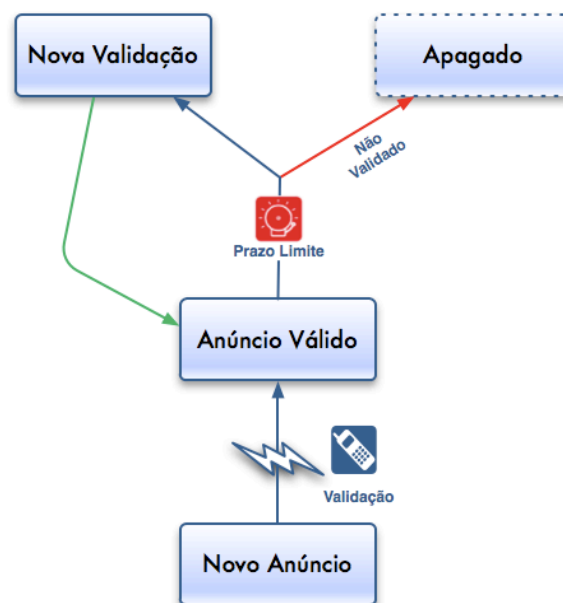 Nova Validação
Apagado
Não
Validado
Prazo Limite
Anúncio Válido
Validação
Novo Anúncio